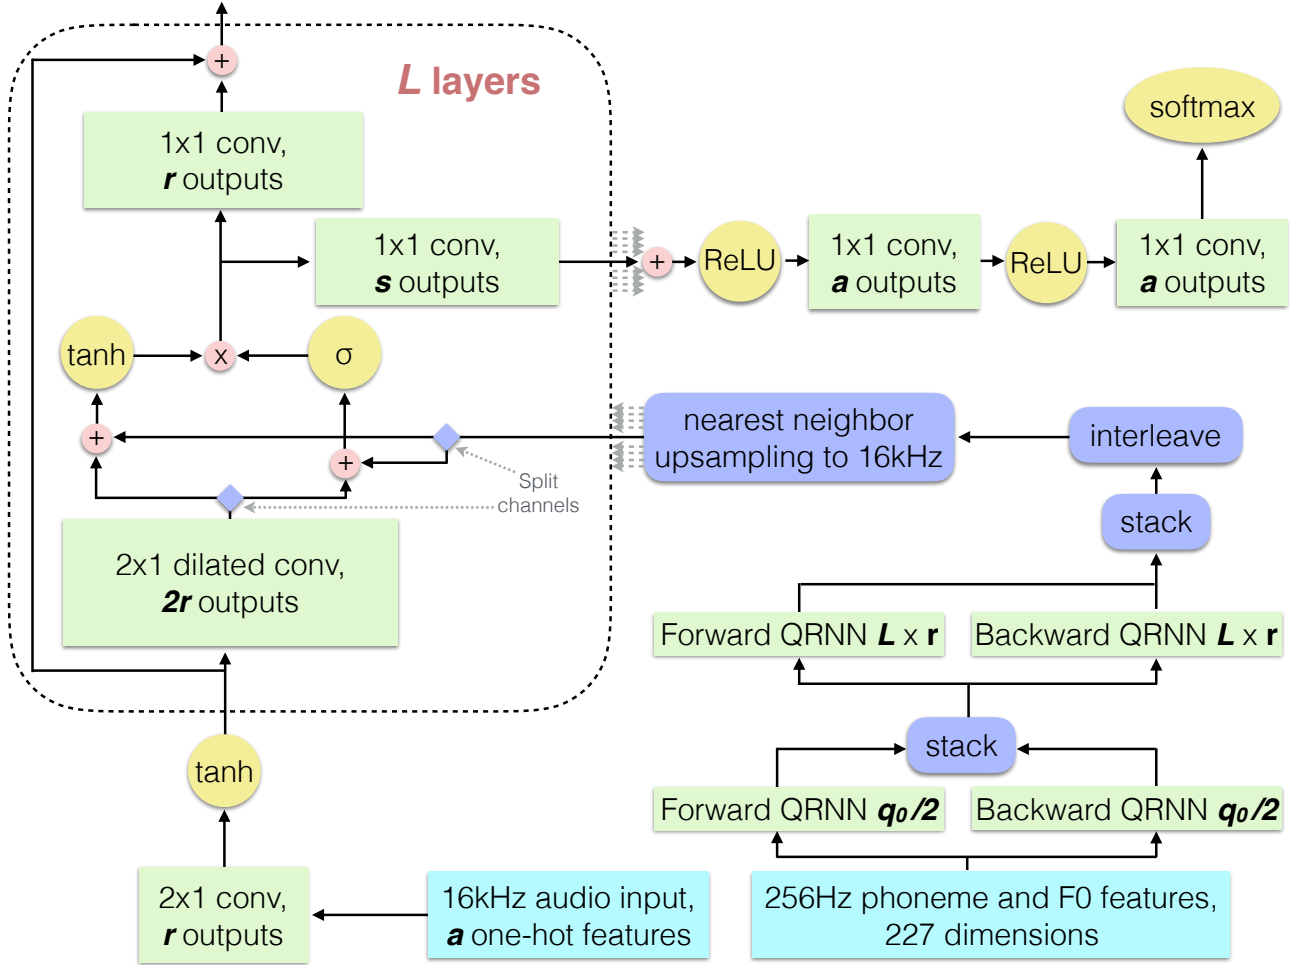 +
L layers
1x1 conv,
r outputs
softmax
1x1 conv,
s outputs
+
ReLU
1x1 conv,
a outputs
ReLU
1x1 conv,
a outputs
tanh
x
σ
+
+
Split
channels
nearest neighbor
upsampling to 16kHz
interleave
stack
2x1 dilated conv,
2r outputs
Forward QRNN L x r
Backward QRNN L x r
stack
tanh
Forward QRNN q₀/2
Backward QRNN q₀/2
2x1 conv,
r outputs
16kHz audio input,
a one-hot features
256Hz phoneme and F0 features,
227 dimensions